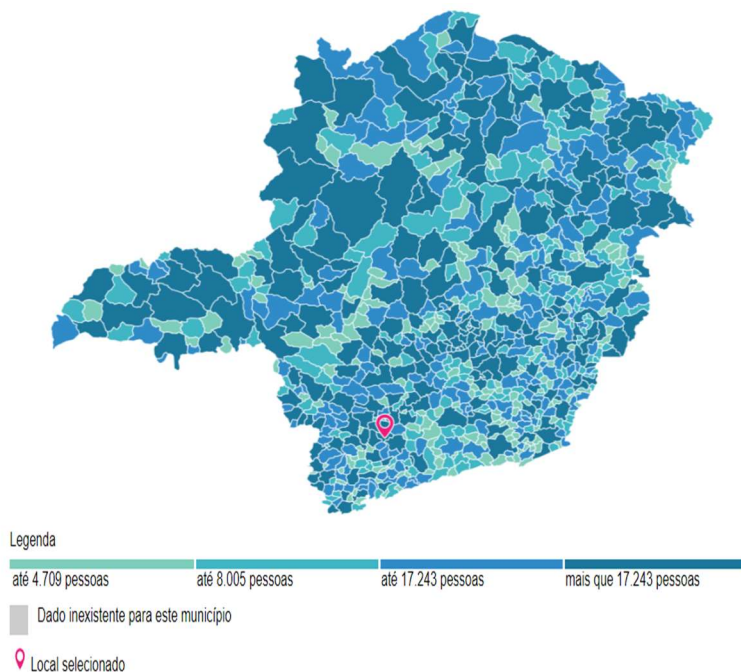 Legenda
até 4.709 pessoas até 8.005 pessoas até 17.243 pessoas mais que 17.243 pessoas
Dado inexistente para este município
Local selecionado